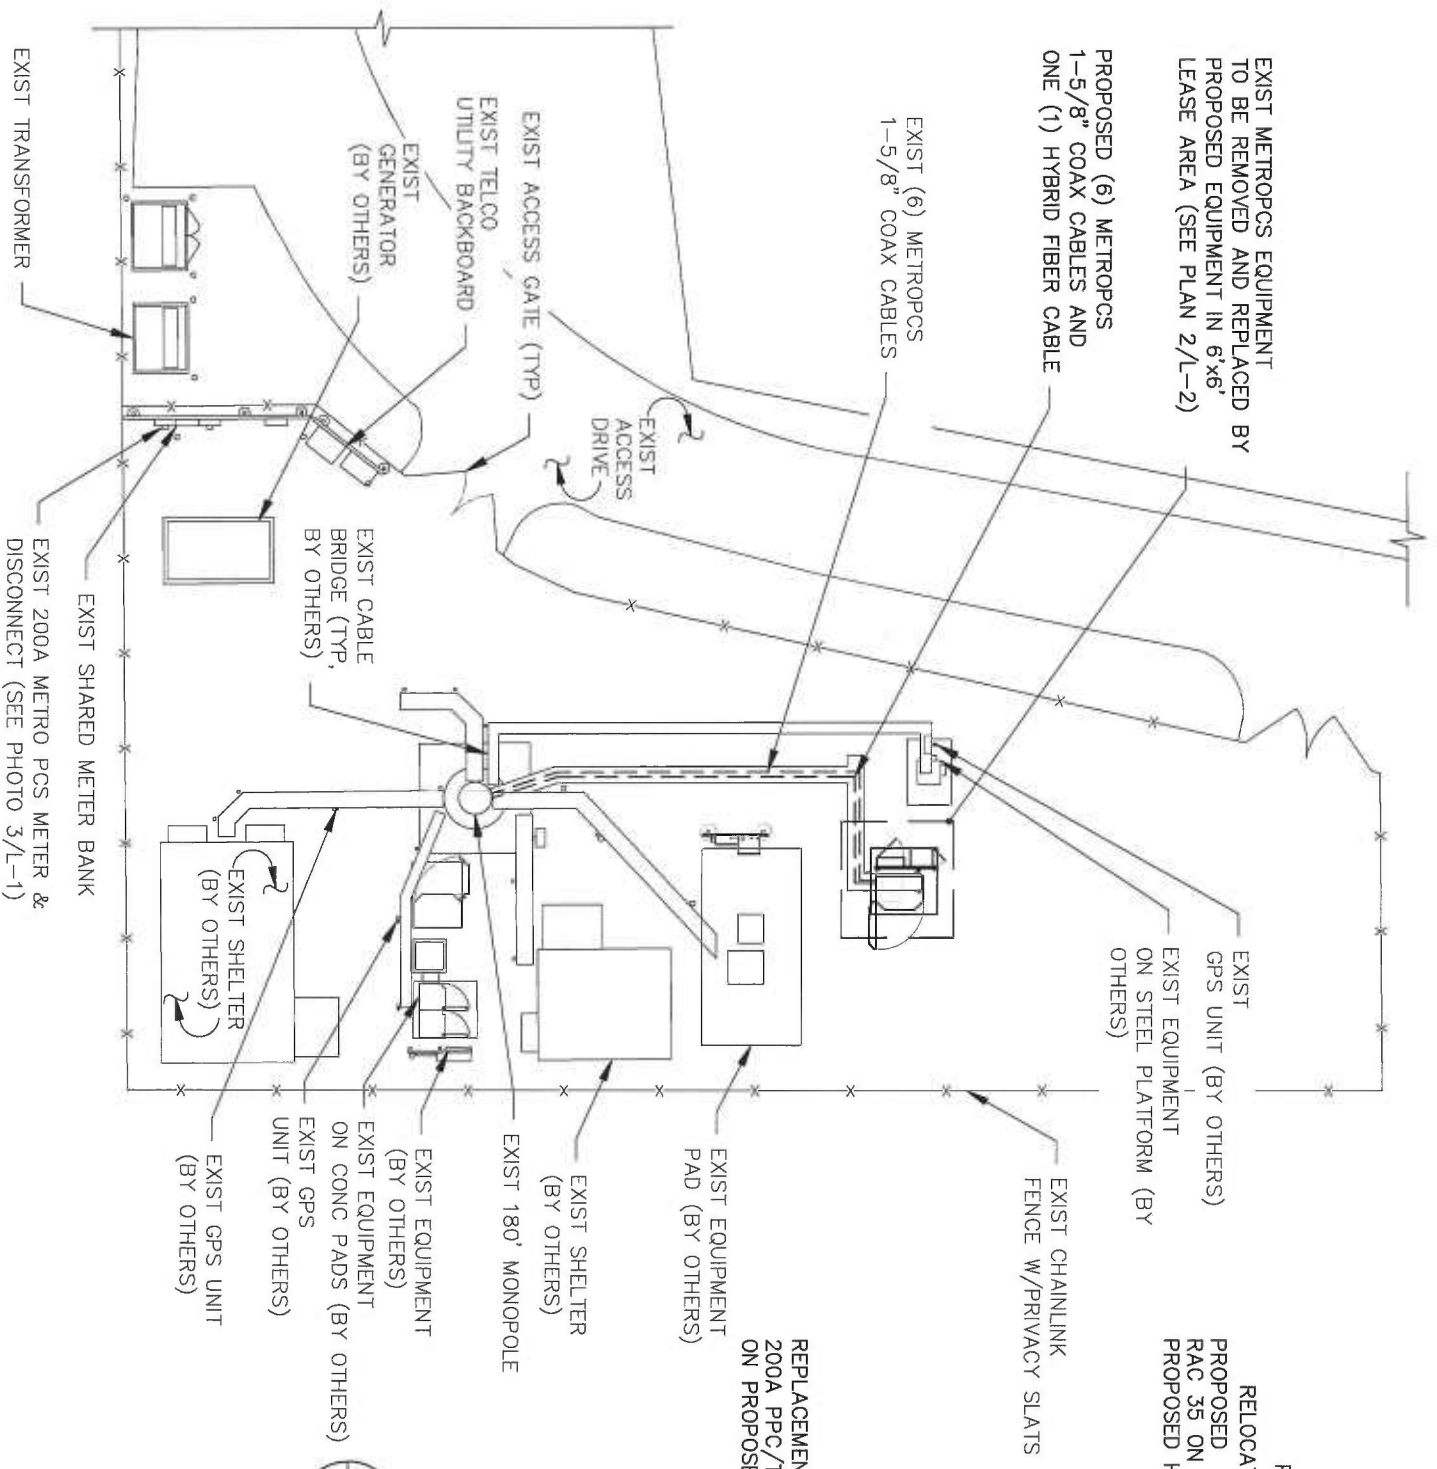 EXIST METROPCS EQUIPMENT
TO BE REMOVED AND REPLACED BY
PROPOSED EQUIPMENT IN 6'x6'
LEASE AREA (SEE PLAN 2/L-2)
PROPOSED (6) METROPCS
1-5/8" COAX CABLES AND
ONE (1) HYBRID FIBER CABLE
EXIST (6) METROPCS
1-5/8" COAX CABLES
EXIST ACCESS GATE (TYP)
EXIST TELCO
UTILITY BACKBOARD
EXIST
GENERATOR
(BY OTHERS)
EXIST TRANSFORMER
EXIST
ACCESS
DRIVE
EXIST CABLE
BRIDGE (TYP,
BY OTHERS)
EXIST SHARED METER BANK
EXIST 200A METRO PCS METER &
DISCONNECT (SEE PHOTO 3/L-1)
EXIST SHELTER
(BY OTHERS)
EXIST
GPS UNIT (BY OTHERS)
EXIST EQUIPMENT
ON STEEL PLATFORM (BY
OTHERS)
EXIST CHAINLINK
FENCE W/PRIVACY SLATS
EXIST EQUIPMENT
PAD (BY OTHERS)
EXIST SHELTER
(BY OTHERS)
EXIST 180' MONOPOLE
EXIST EQUIPMENT
(BY OTHERS)
EXIST EQUIPMENT
ON CONC PADS (BY OTHERS)
EXIST GPS
UNIT (BY OTHERS)
EXIST GPS UNIT
(BY OTHERS)
RELOCA
PROPOSED
RAC 35 ON
PROPOSED
REPLACEMEN
200A PPC/
ON PROPOS